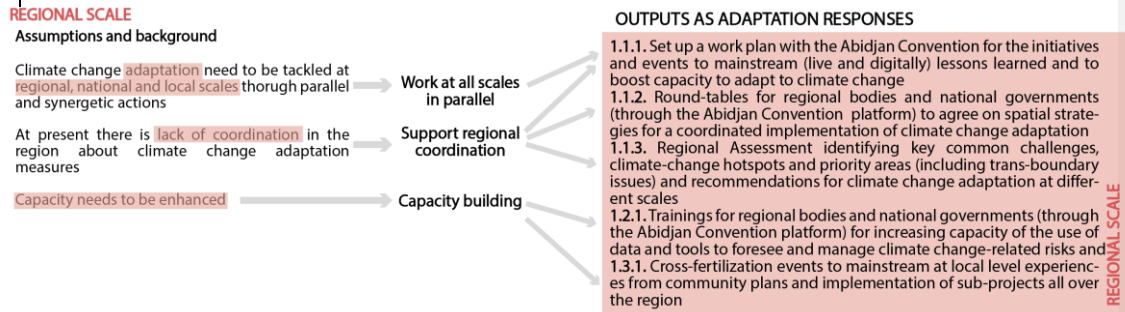 REGIONAL SCALE
Assumptions and background
Climate change adaptation need to be tackled at
regional, national and local scales thorugh parallel
and synergetic actions
At present there is lack of coordination in the
region about climate change adaptation
measures
Capacity needs to be enhanced
Work at all scales
in parallel
Support regional
coordination
Capacity building
OUTPUTS AS ADAPTATION RESPONSES
1.1.1. Set up a work plan with the Abidjan Convention for the initiatives
and events to mainstream (live and digitally) lessons learned and to
boost capacity to adapt to climate change
1.1.2. Round-tables for regional bodies and national governments
(through the Abidjan Convention platform) to agree on spatial strate-
gies for a coordinated implementation of climate change adaptation
1.1.3. Regional Assessment identifying key common challenges,
climate-change hotspots and priority areas (including trans-boundary
issues) and recommendations for climate change adaptation at differ-
ent scales
1.2.1. Trainings for regional bodies and national governments (through
the Abidjan Convention platform) for increasing capacity of the use of
data and tools to foresee and manage climate change-related risks and
1.3.1. Cross-fertilization events to mainstream at local level experienc-
es from community plans and implementation of sub-projects all over
the region
REGIONAL SCALE